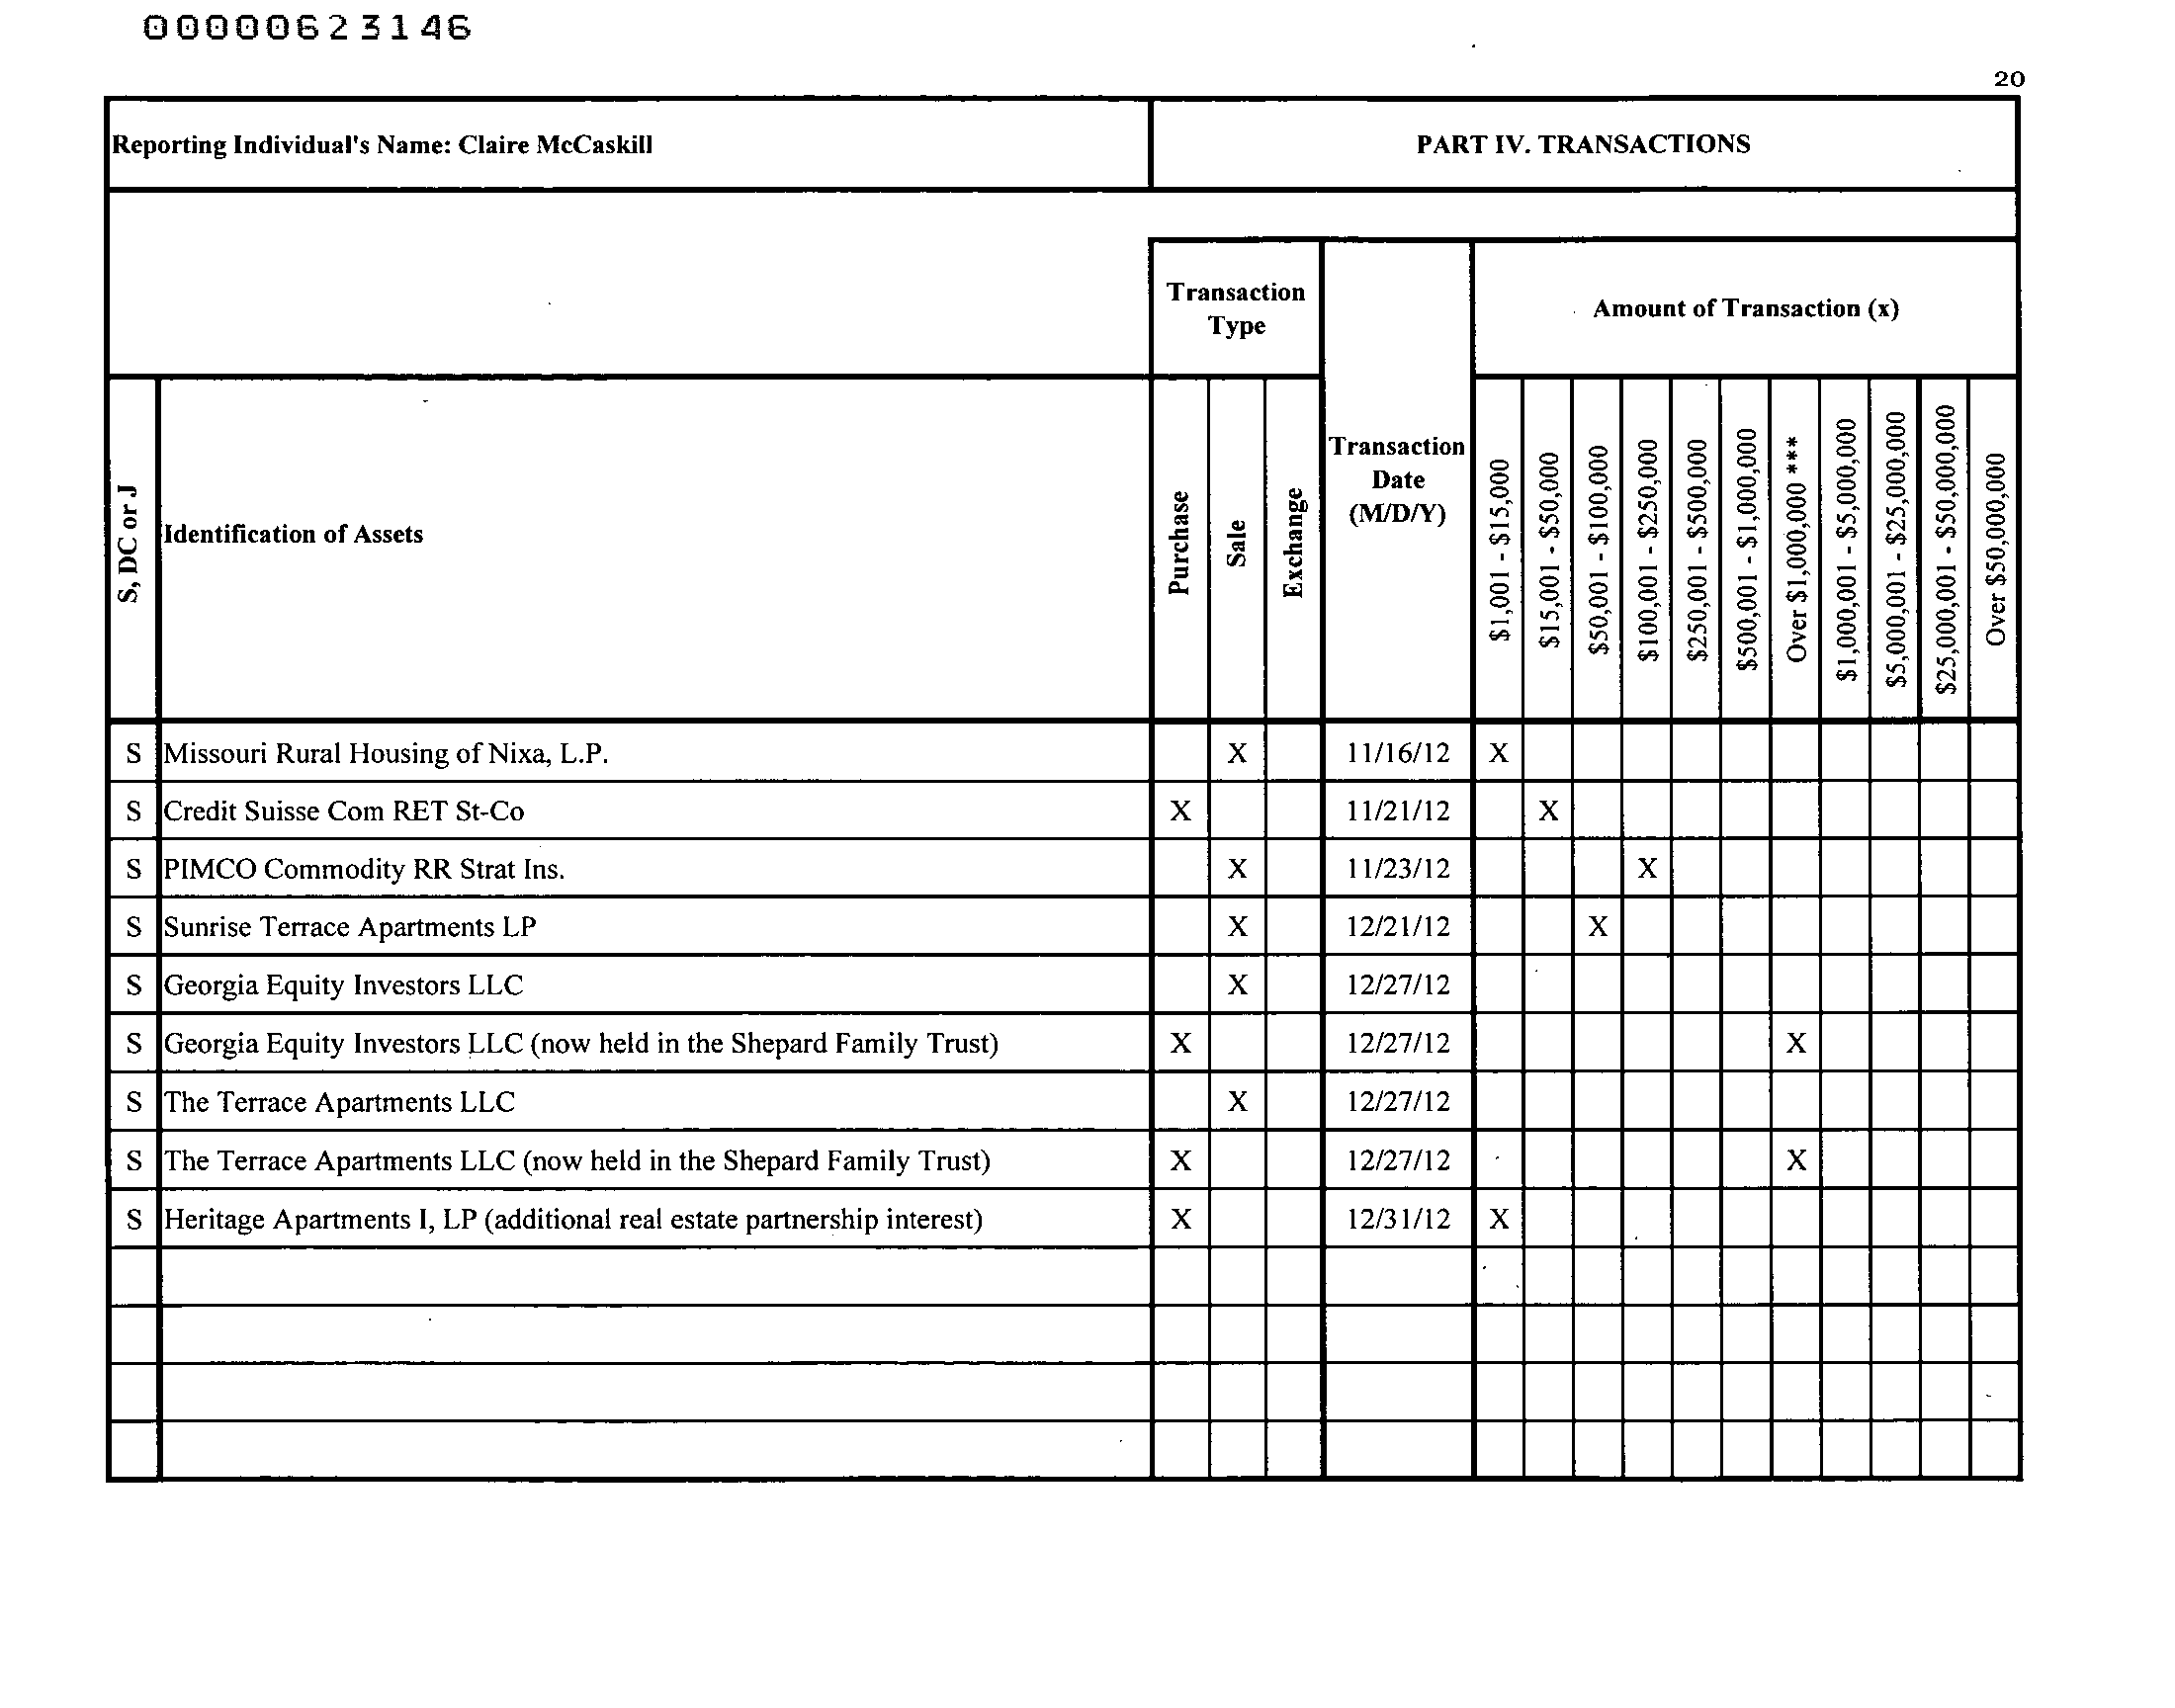 00000623146
20
Reporting Individual's Name: Claire McCaskill
PART IV. TRANSACTIONS
Transaction
Type
Amount of Transaction (x)
S, DC or J
Identification of Assets
Purchase
Sale
Exchange
Transaction
Date
(M/D/Y)
$1,001 - $15,000
$15,001 - $50,000
$50,001 - $100,000
$100,001 - $250,000
$250,001 - $500,000
$500,001 - $1,000,000
Over $1,000,000 ***
$1,000,001 - $5,000,000
$5,000,001 - $25,000,000
$25,000,001 - $50,000,000
Over $50,000,000
S Missouri Rural Housing of Nixa, L.P. X 11/16/12 X
S Credit Suisse Com RET St-Co X 11/21/12 X
S PIMCO Commodity RR Strat Ins. X 11/23/12 X
S Sunrise Terrace Apartments LP X 12/21/12 X
S Georgia Equity Investors LLC X 12/27/12
S Georgia Equity Investors LLC (now held in the Shepard Family Trust) X 12/27/12 X
S The Terrace Apartments LLC X 12/27/12
S The Terrace Apartments LLC (now held in the Shepard Family Trust) X 12/27/12 X
S Heritage Apartments I, LP (additional real estate partnership interest) X 12/31/12 X